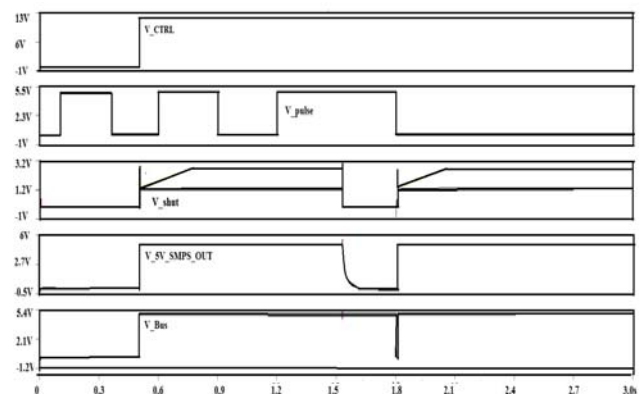 13V
V_CTRL
6V
-1V
5.5V
2.3V
V_pulse
-1V
3.2V
1.2V
V_shut
-1V
6V
V_5V_SMPS_OUT
2.7V
-0.5V
5.4V
V_Bus
2.1V
-1.2V
0 0.3 0.6 0.9 1.2 1.5 1.8 2.1 2.4 2.7 3.0s